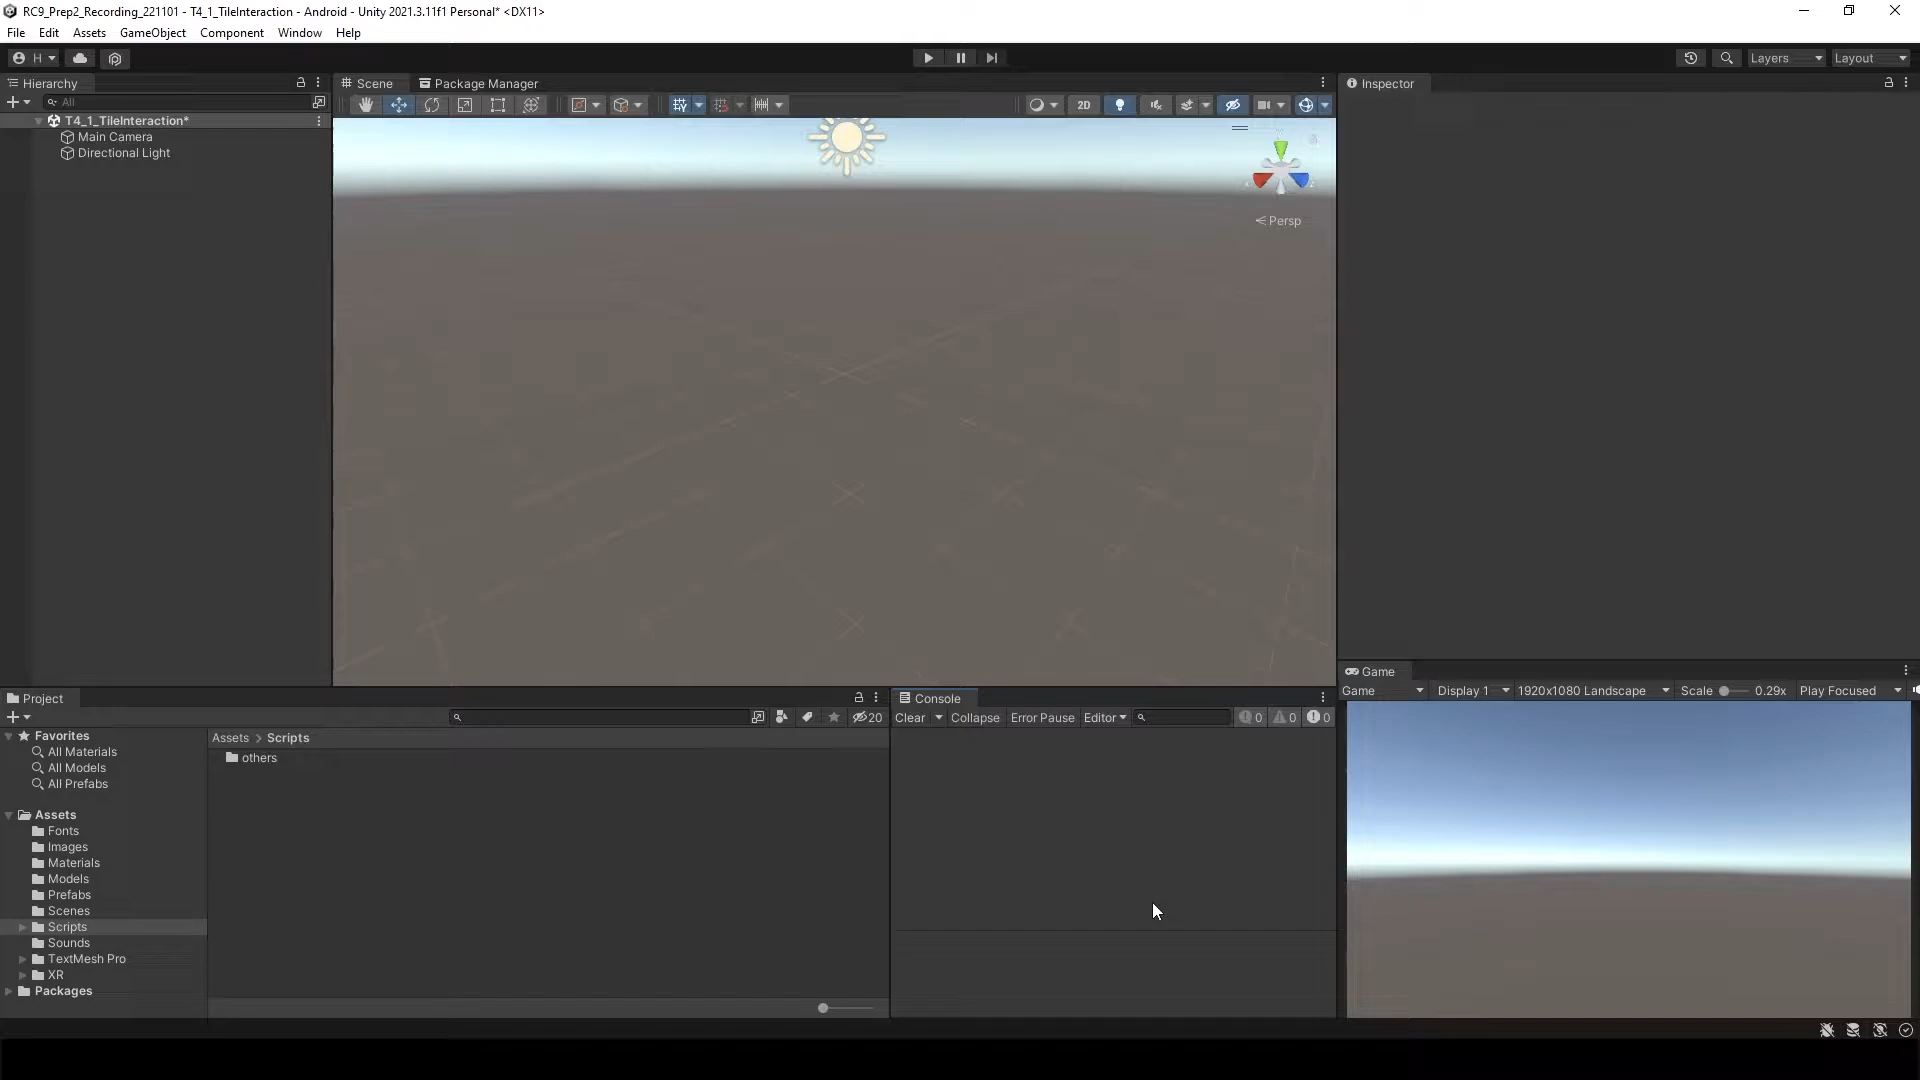 RC9_Prep2_Recording_221101 - T4_1_TileInteraction - Android - Unity 2021.3.11f1 Personal* <DX11>
File Edit Assets GameObject Component Window Help
H Layers Layout
Hierarchy Scene Package Manager Inspector
All 2D
T4_1_TileInteraction*
Main Camera
Directional Light
Persp
Game
Game Display 1 1920x1080 Landscape Scale 0.29x Play Focused
Project Console
20 Clear Collapse Error Pause Editor 0 0 0
Favorites
All Materials
All Models
All Prefabs
Assets
Fonts
Images
Materials
Models
Prefabs
Scenes
Scripts
Sounds
TextMesh Pro
XR
Packages
Assets > Scripts
others